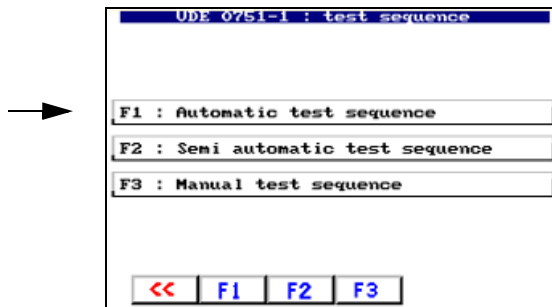 VDE 0751-1 : test sequence
F1 : Automatic test sequence
F2 : Semi automatic test sequence
F3 : Manual test sequence
<< F1 F2 F3